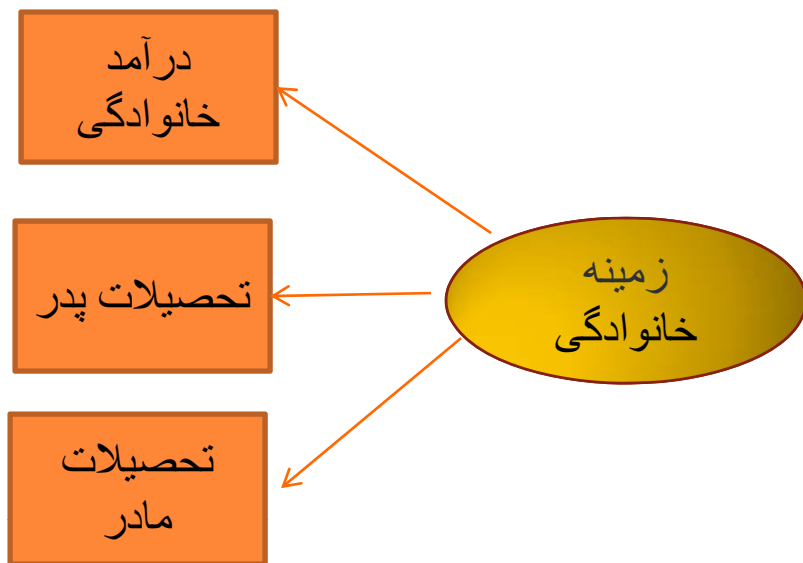 درآمد
خانوادگی
زمینه
خانوادگی
تحصیلات پدر
تحصیلات
مادر